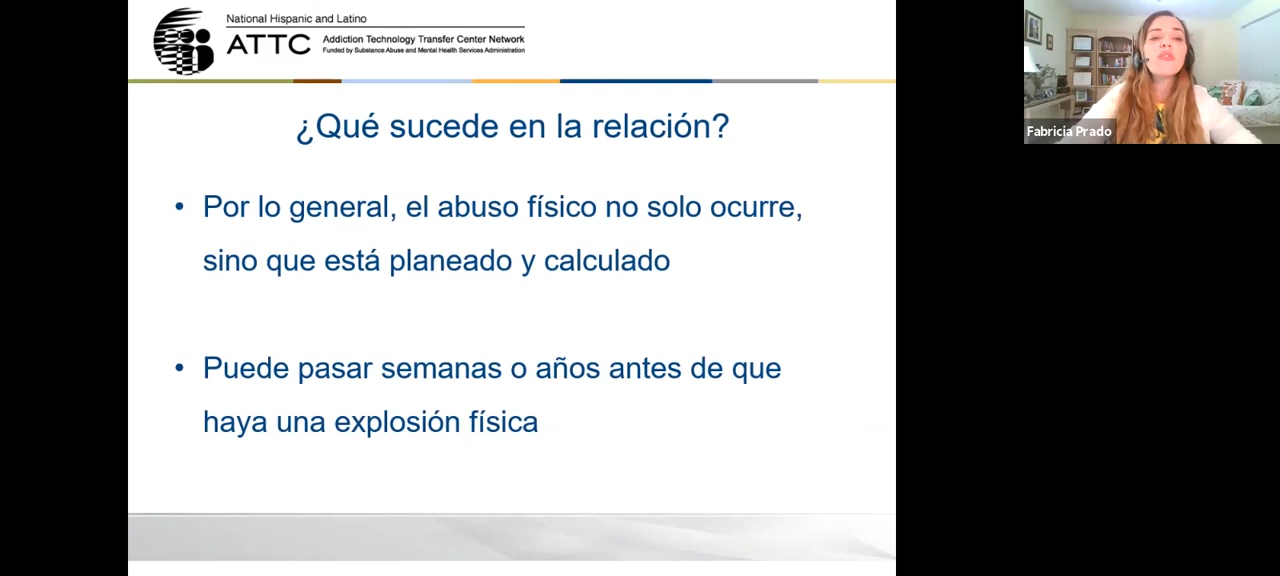 National Hispanic and Latino
ATTC
Addiction Technology Transfer Center Network
Funded by Substance Abuse and Mental Health Services Administration
¿Qué sucede en la relación?
• Por lo general, el abuso físico no solo ocurre,
sino que está planeado y calculado
• Puede pasar semanas o años antes de que
haya una explosión física
Fabricia Prado